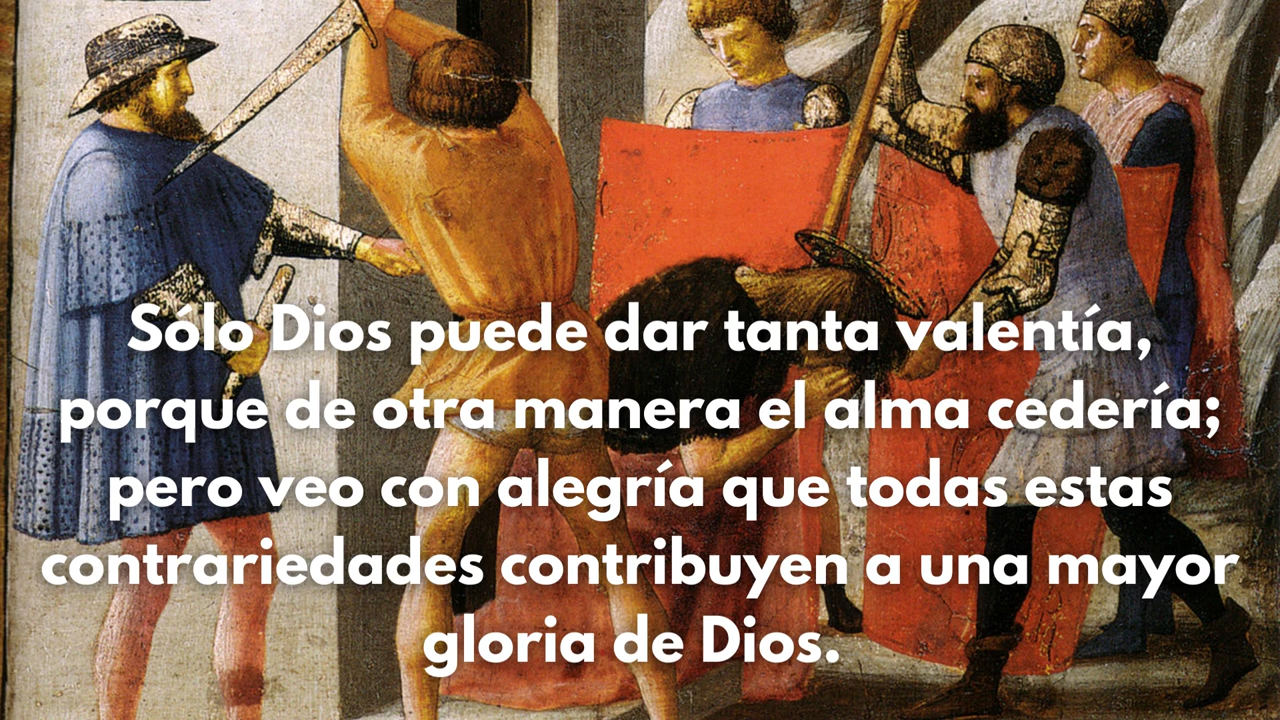 Sólo Dios puede dar tanta valentía,
porque de otra manera el alma cedería;
pero veo con alegría que todas estas
contrariedades contribuyen a una mayor
gloria de Dios.